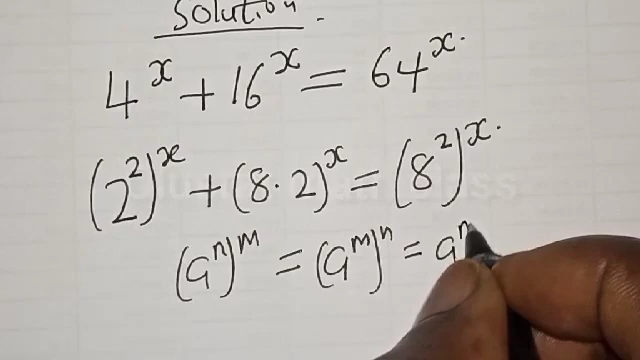 Solution.
4^x + 16^x = 64^x.
(2^2)^x + (8·2)^x = (8^2)^x.
(a^n)^m = (a^m)^n = a^n